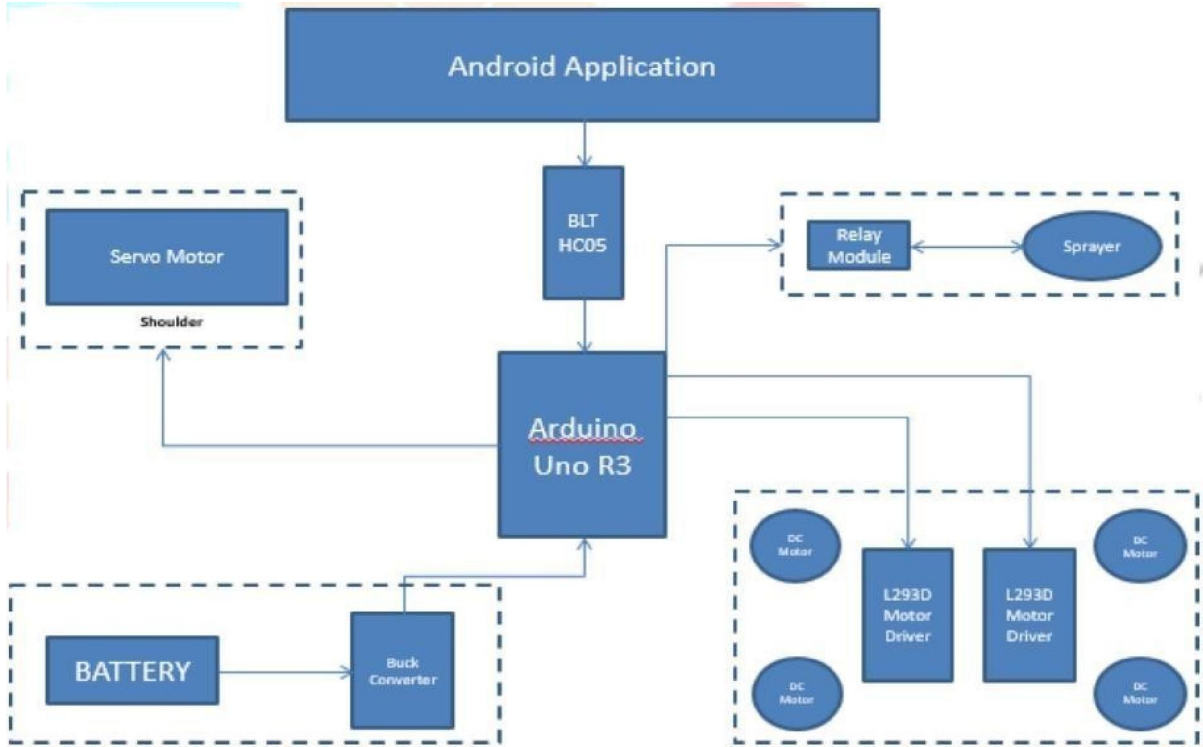 Android Application
BLT
HC05
Servo Motor
Shoulder
Relay
Module
Sprayer
Arduino
Uno R3
BATTERY
Buck
Converter
DC
Motor
DC
Motor
L293D
Motor
Driver
L293D
Motor
Driver
DC
Motor
DC
Motor